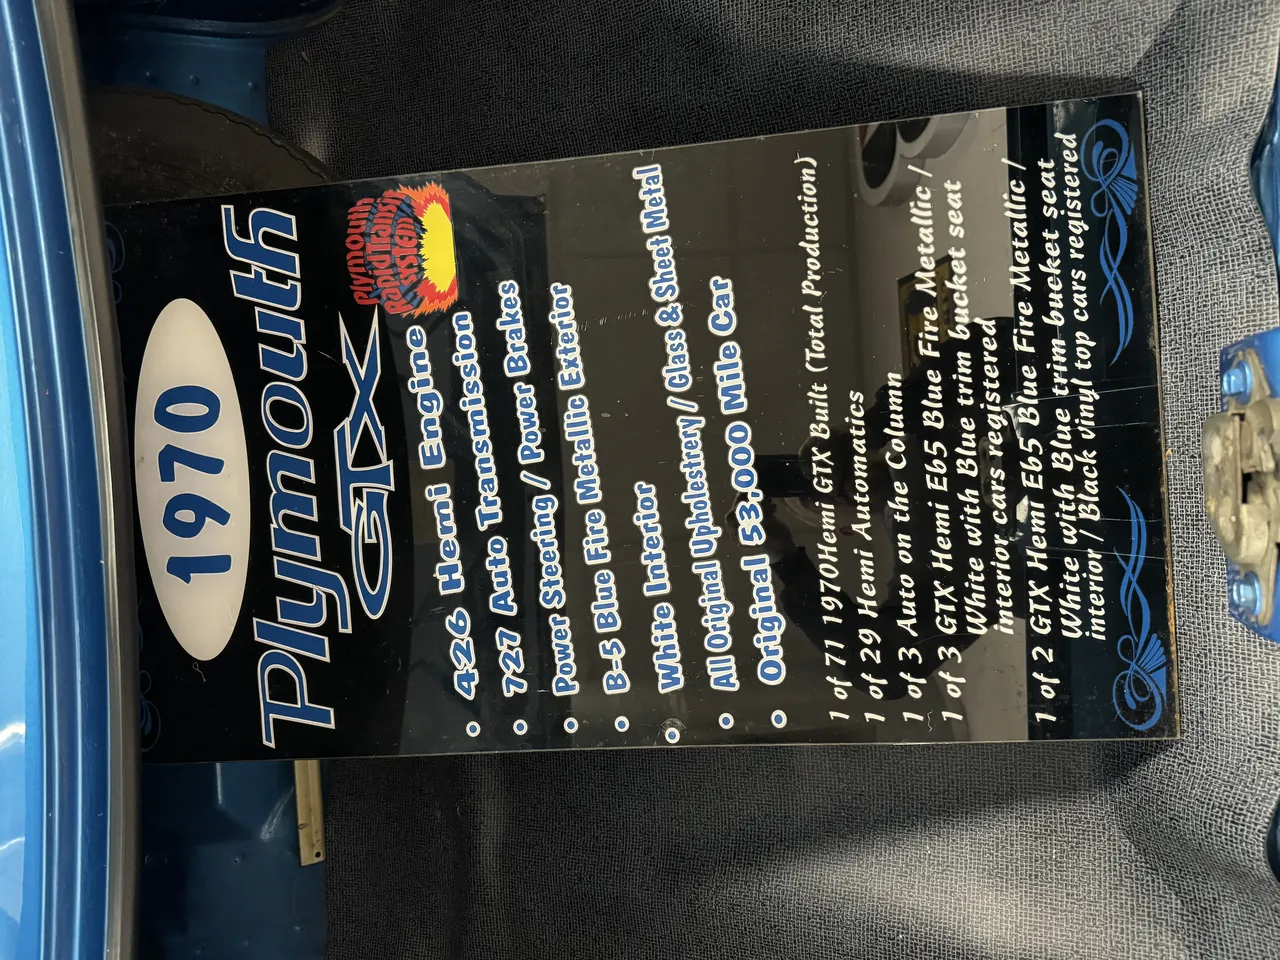 1970
Plymouth
GTX
Plymouth
Rapid Transit
System
• 426 Hemi Engine
• 727 Auto Transmission
• Power Steering / Power Brakes
• B-5 Blue Fire Metallic Exterior
• White Interior
• All Original Upholestrery / Glass & Sheet Metal
• Original 53,000 Mile Car
1 of 71 1970Hemi GTX Built (Total Production)
1 of 29 Hemi Automatics
1 of 3 Auto on the Column
1 of 3 GTX Hemi Eb5 Blue Fire Metallic /
White with Blue trim bucket seat
interior cars registered
1 of 2 GTX Hemi Eb5 Blue Fire Metallic /
White with Blue trim bucket seat
interior / Black vinyl top cars registered